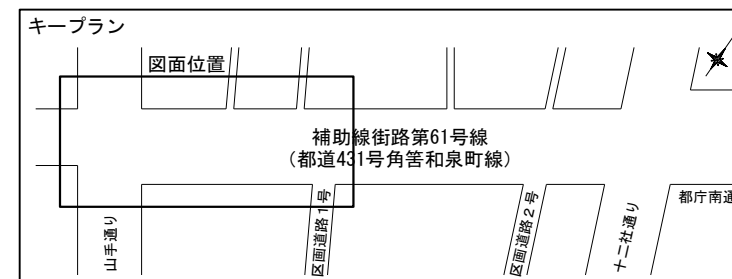 キープラン
図面位置
補助線街路第61号線
(都道431号角筈和泉町線)
山手通り
区画道路1号
区画道路2号
十二社通り
都庁南通